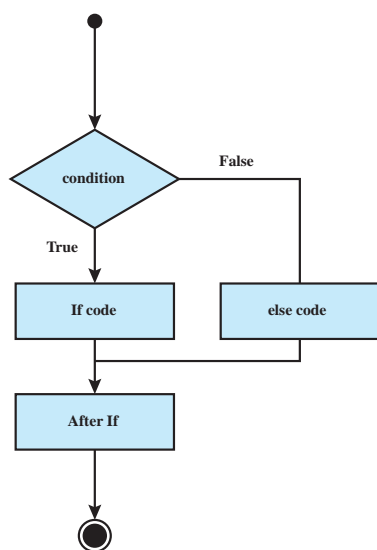 False
condition
True
If code
else code
After If